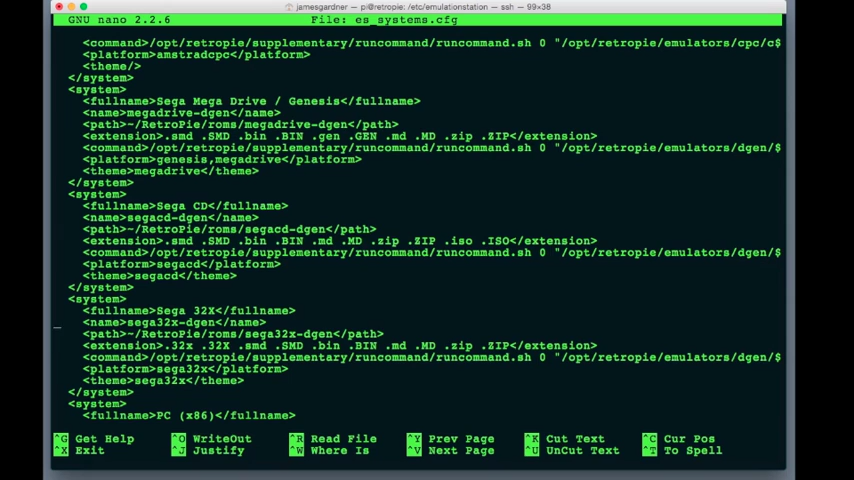 jamesgardner — pi@retropie: /etc/emulationstation — ssh — 99×38
GNU nano 2.2.6 File: es_systems.cfg
<command>/opt/retropie/supplementary/runcommand/runcommand.sh 0 "/opt/retropie/emulators/cpc/c$
<platform>amstradcpc</platform>
<theme/>
</system>
<system>
<fullname>Sega Mega Drive / Genesis</fullname>
<name>megadrive-dgen</name>
<path>~/RetroPie/roms/megadrive-dgen</path>
<extension>.smd .SMD .bin .BIN .gen .GEN .md .MD .zip .ZIP</extension>
<command>/opt/retropie/supplementary/runcommand/runcommand.sh 0 "/opt/retropie/emulators/dgen/$
<platform>genesis,megadrive</platform>
<theme>megadrive</theme>
</system>
<system>
<fullname>Sega CD</fullname>
<name>segacd-dgen</name>
<path>~/RetroPie/roms/segacd-dgen</path>
<extension>.smd .SMD .bin .BIN .md .MD .zip .ZIP .iso .ISO</extension>
<command>/opt/retropie/supplementary/runcommand/runcommand.sh 0 "/opt/retropie/emulators/dgen/$
<platform>segacd</platform>
<theme>segacd</theme>
</system>
<system>
<fullname>Sega 32X</fullname>
<name>sega32x-dgen</name>
<path>~/RetroPie/roms/sega32x-dgen</path>
<extension>.32x .32X .smd .SMD .bin .BIN .md .MD .zip .ZIP</extension>
<command>/opt/retropie/supplementary/runcommand/runcommand.sh 0 "/opt/retropie/emulators/dgen/$
<platform>sega32x</platform>
<theme>sega32x</theme>
</system>
<system>
<fullname>PC (x86)</fullname>
^G Get Help ^O WriteOut ^R Read File ^Y Prev Page ^K Cut Text ^C Cur Pos
^X Exit ^J Justify ^W Where Is ^V Next Page ^U UnCut Text ^T To Spell